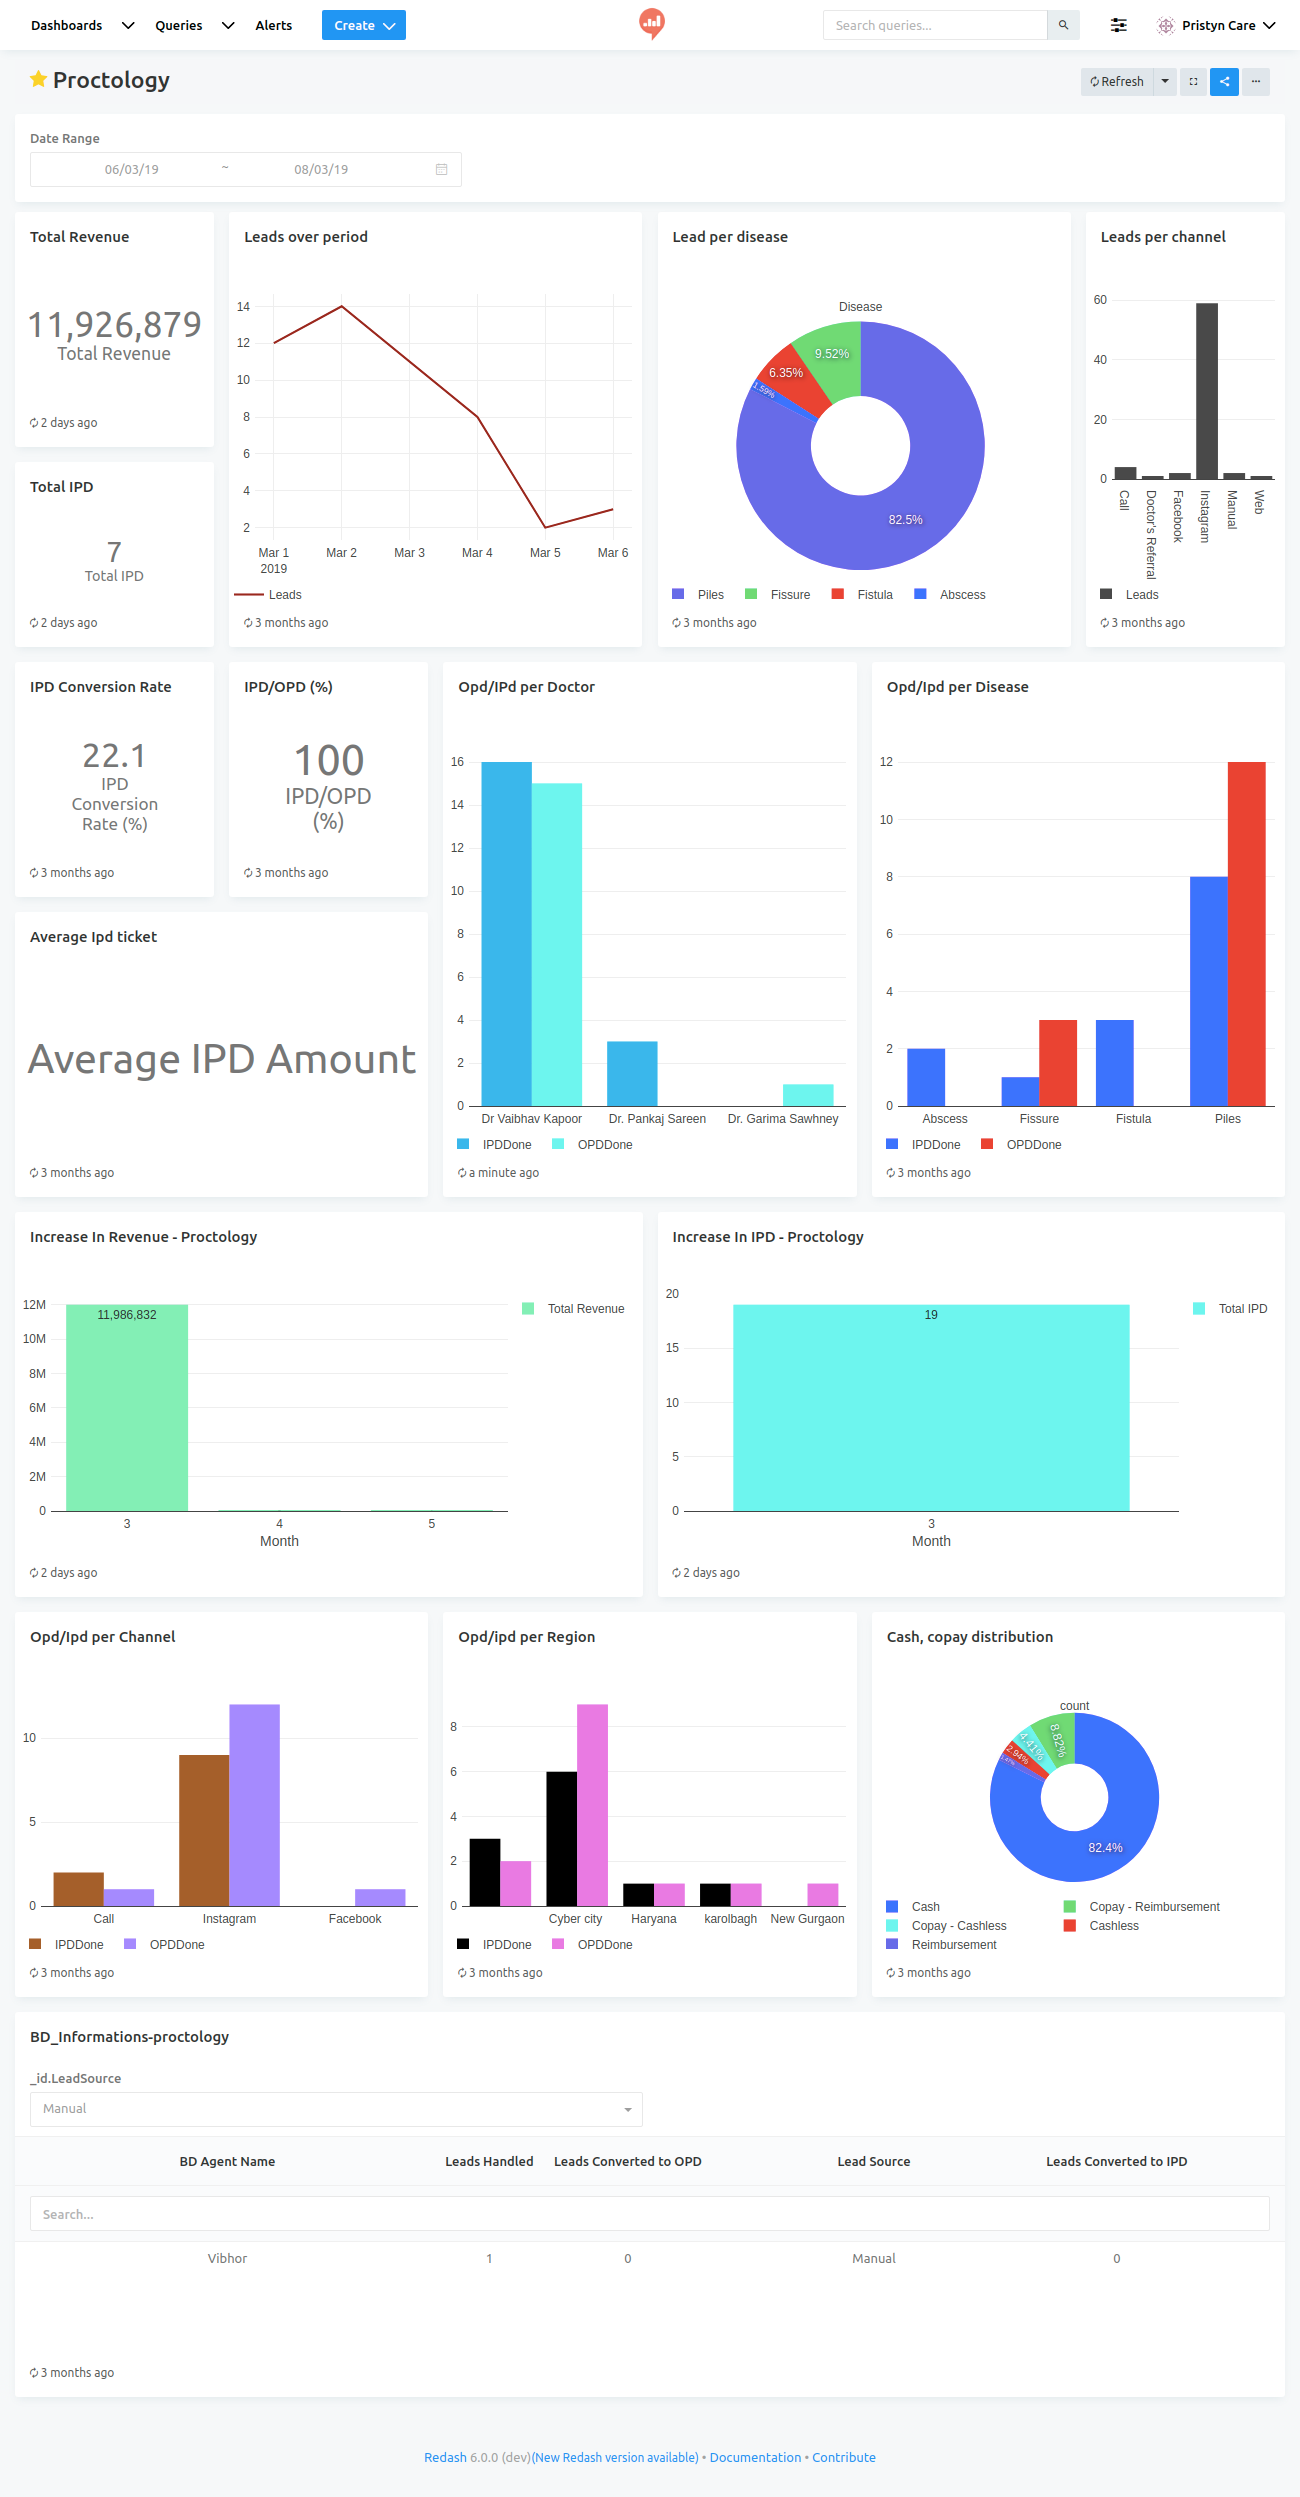 Dashboards
Queries
Alerts
Create
Search queries...
Pristyn Care
Proctology
Refresh
Date Range
06/03/19 ~ 08/03/19
Total Revenue
11,926,879
Total Revenue
2 days ago
Total IPD
7
Total IPD
2 days ago
Leads over period
14
12
10
8
6
4
2
Mar 1 Mar 2 Mar 3 Mar 4 Mar 5 Mar 6
2019
Leads
3 months ago
Lead per disease
Disease
9.52%
6.35%
1.59%
82.5%
Piles Fissure Fistula Abscess
3 months ago
Leads per channel
60
40
20
0
Call
Doctor's Referral
Facebook
Instagram
Manual
Web
Leads
3 months ago
IPD Conversion Rate
22.1
IPD
Conversion
Rate (%)
3 months ago
IPD/OPD (%)
100
IPD/OPD
(%)
3 months ago
Average Ipd ticket
Average IPD Amount
3 months ago
Opd/IPd per Doctor
16
14
12
10
8
6
4
2
0
Dr Vaibhav Kapoor Dr. Pankaj Sareen Dr. Garima Sawhney
IPDDone OPDDone
a minute ago
Opd/Ipd per Disease
12
10
8
6
4
2
0
Abscess Fissure Fistula Piles
IPDDone OPDDone
3 months ago
Increase In Revenue - Proctology
12M
10M
8M
6M
4M
2M
0
11,986,832
3 4 5
Month
Total Revenue
2 days ago
Increase In IPD - Proctology
20
15
10
5
0
19
3
Month
Total IPD
2 days ago
Opd/Ipd per Channel
10
5
0
Call Instagram Facebook
IPDDone OPDDone
3 months ago
Opd/ipd per Region
8
6
4
2
0
Cyber city Haryana karolbagh New Gurgaon
IPDDone OPDDone
3 months ago
Cash, copay distribution
count
8.82%
4.41%
2.94%
82.4%
Cash Copay - Reimbursement
Copay - Cashless Cashless
Reimbursement
3 months ago
BD_Informations-proctology
_id.LeadSource
Manual
BD Agent Name Leads Handled Leads Converted to OPD Lead Source Leads Converted to IPD
Search...
Vibhor 1 0 Manual 0
3 months ago
Redash 6.0.0 (dev)(New Redash version available) • Documentation • Contribute